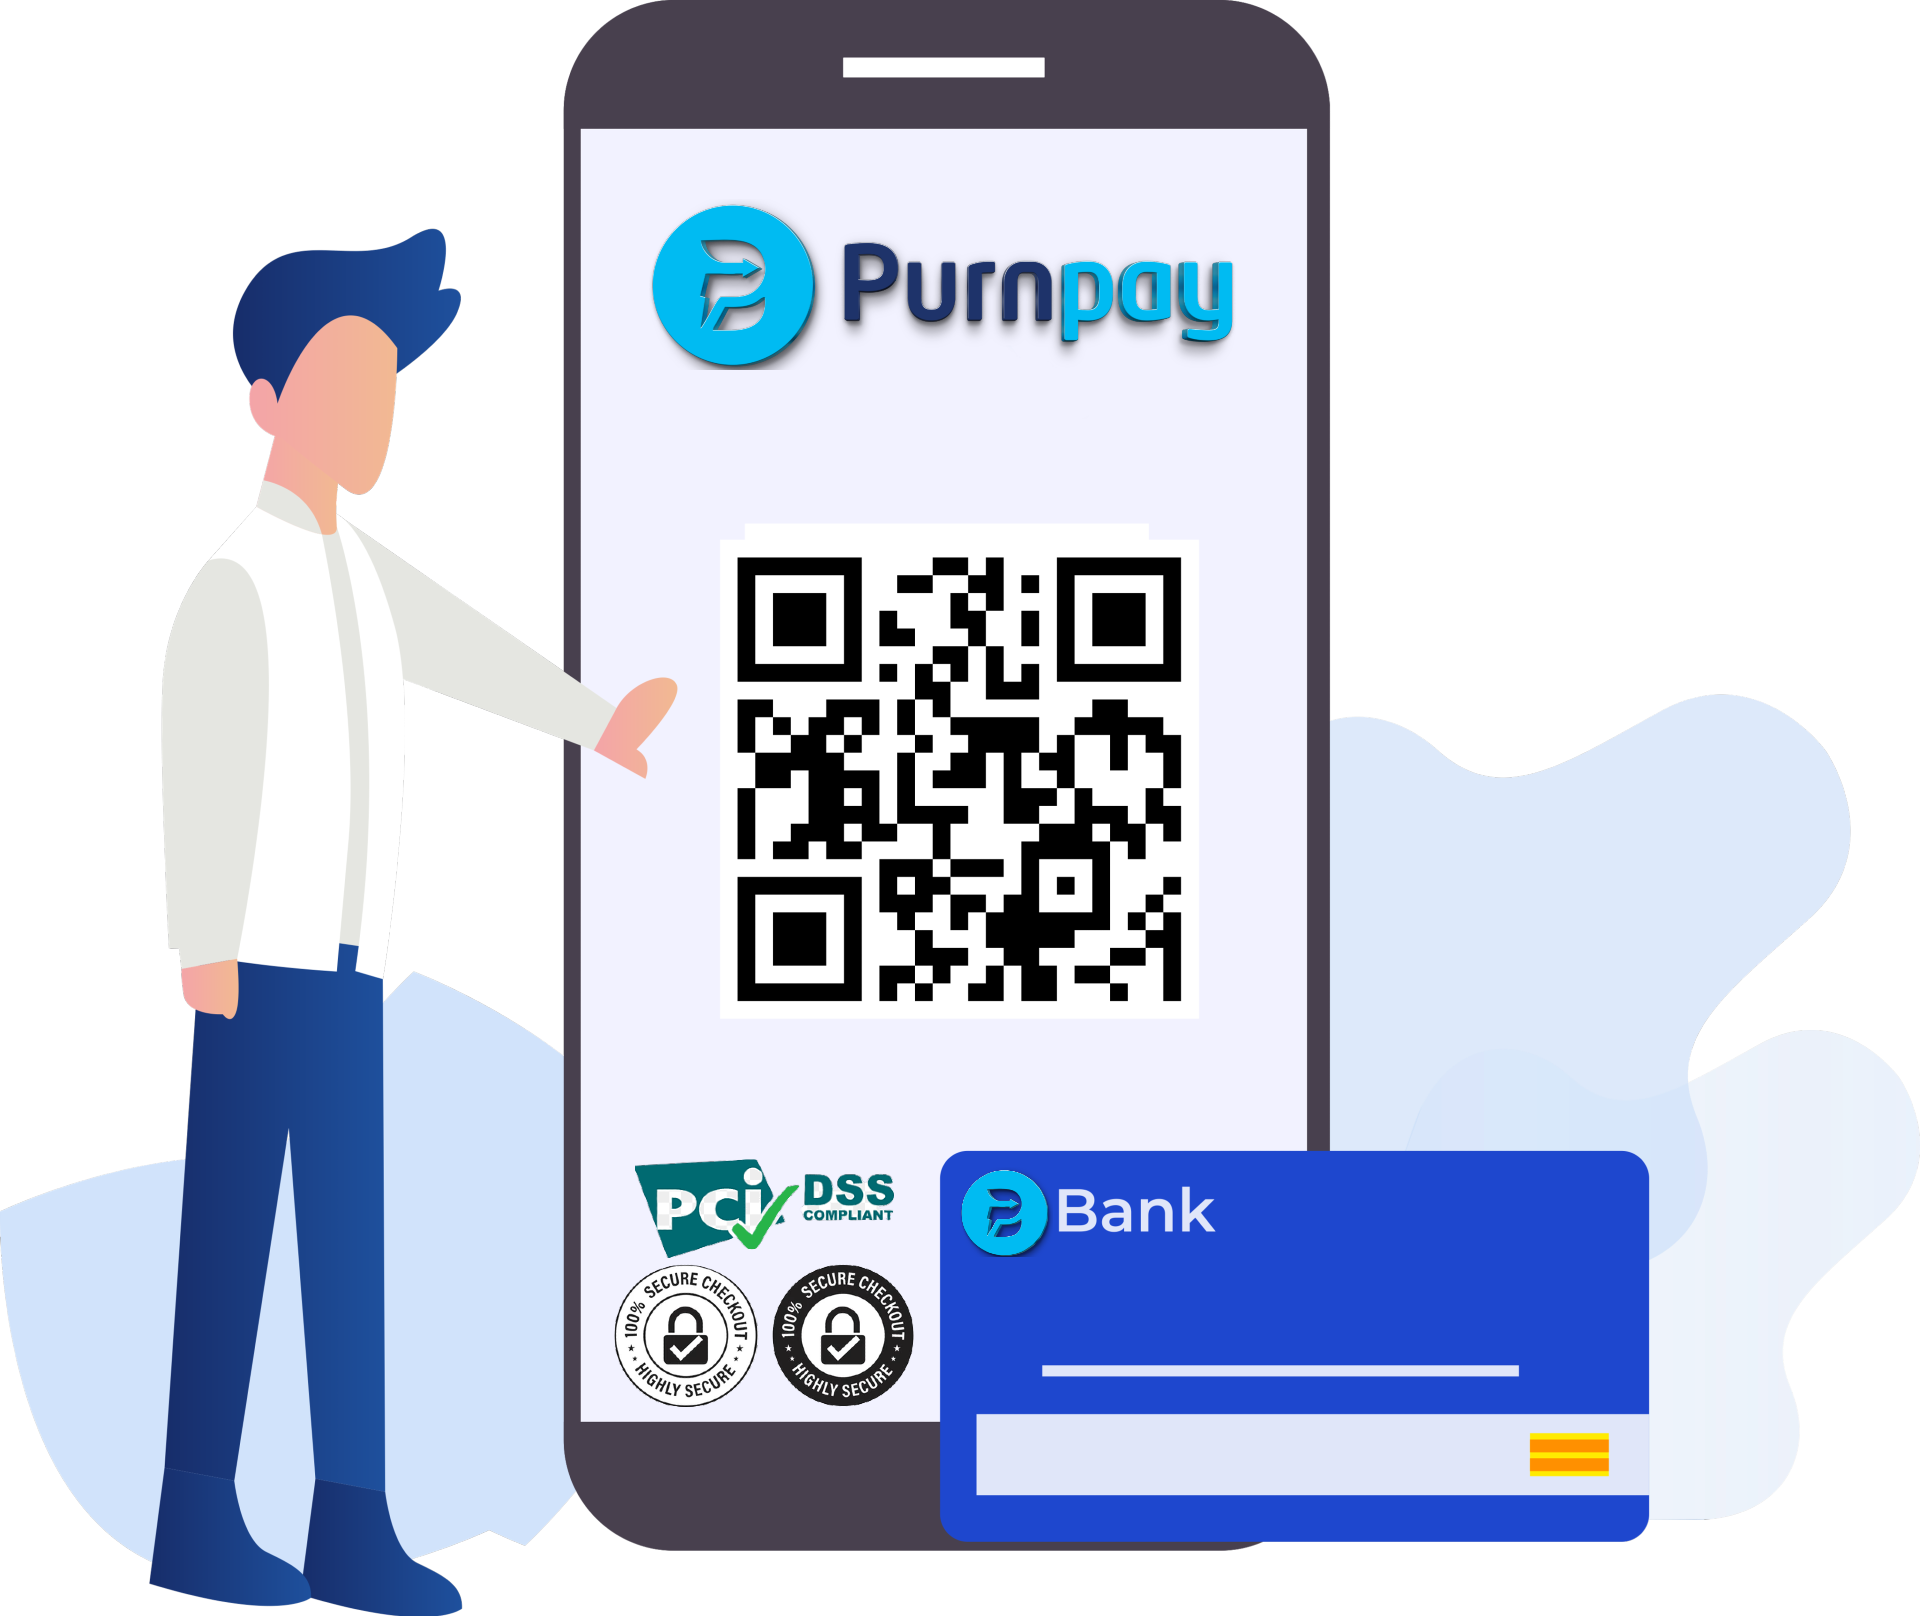 Purnpay
PCi DSS
COMPLIANT
Bank
100% SECURE CHECKOUT
HIGHLY SECURE
100% SECURE CHECKOUT
HIGHLY SECURE